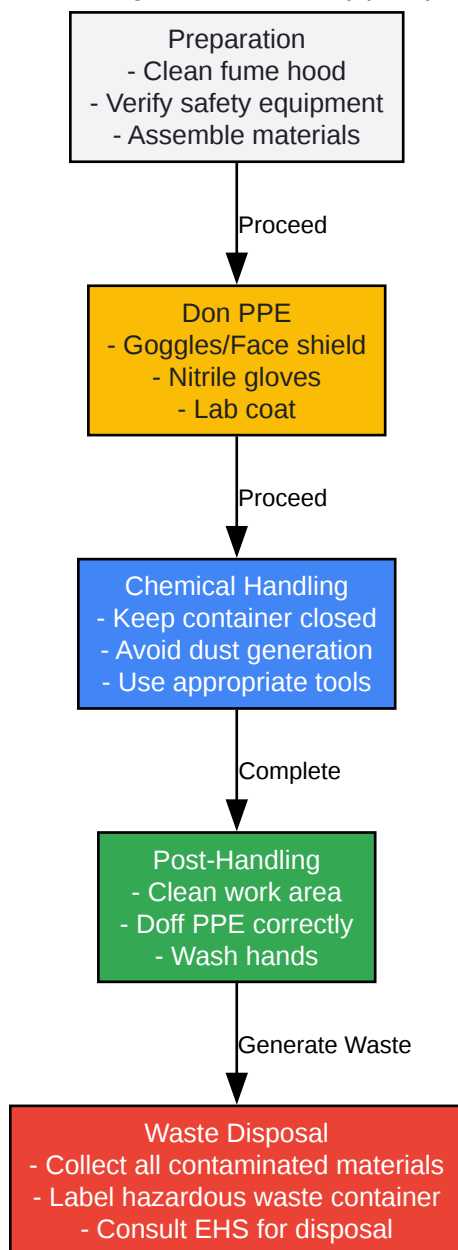 Preparation
- Clean fume hood
- Verify safety equipment
- Assemble materials
Proceed
Don PPE
- Goggles/Face shield
- Nitrile gloves
- Lab coat
Proceed
Chemical Handling
- Keep container closed
- Avoid dust generation
- Use appropriate tools
Complete
Post-Handling
- Clean work area
- Doff PPE correctly
- Wash hands
Generate Waste
Waste Disposal
- Collect all contaminated materials
- Label hazardous waste container
- Consult EHS for disposal